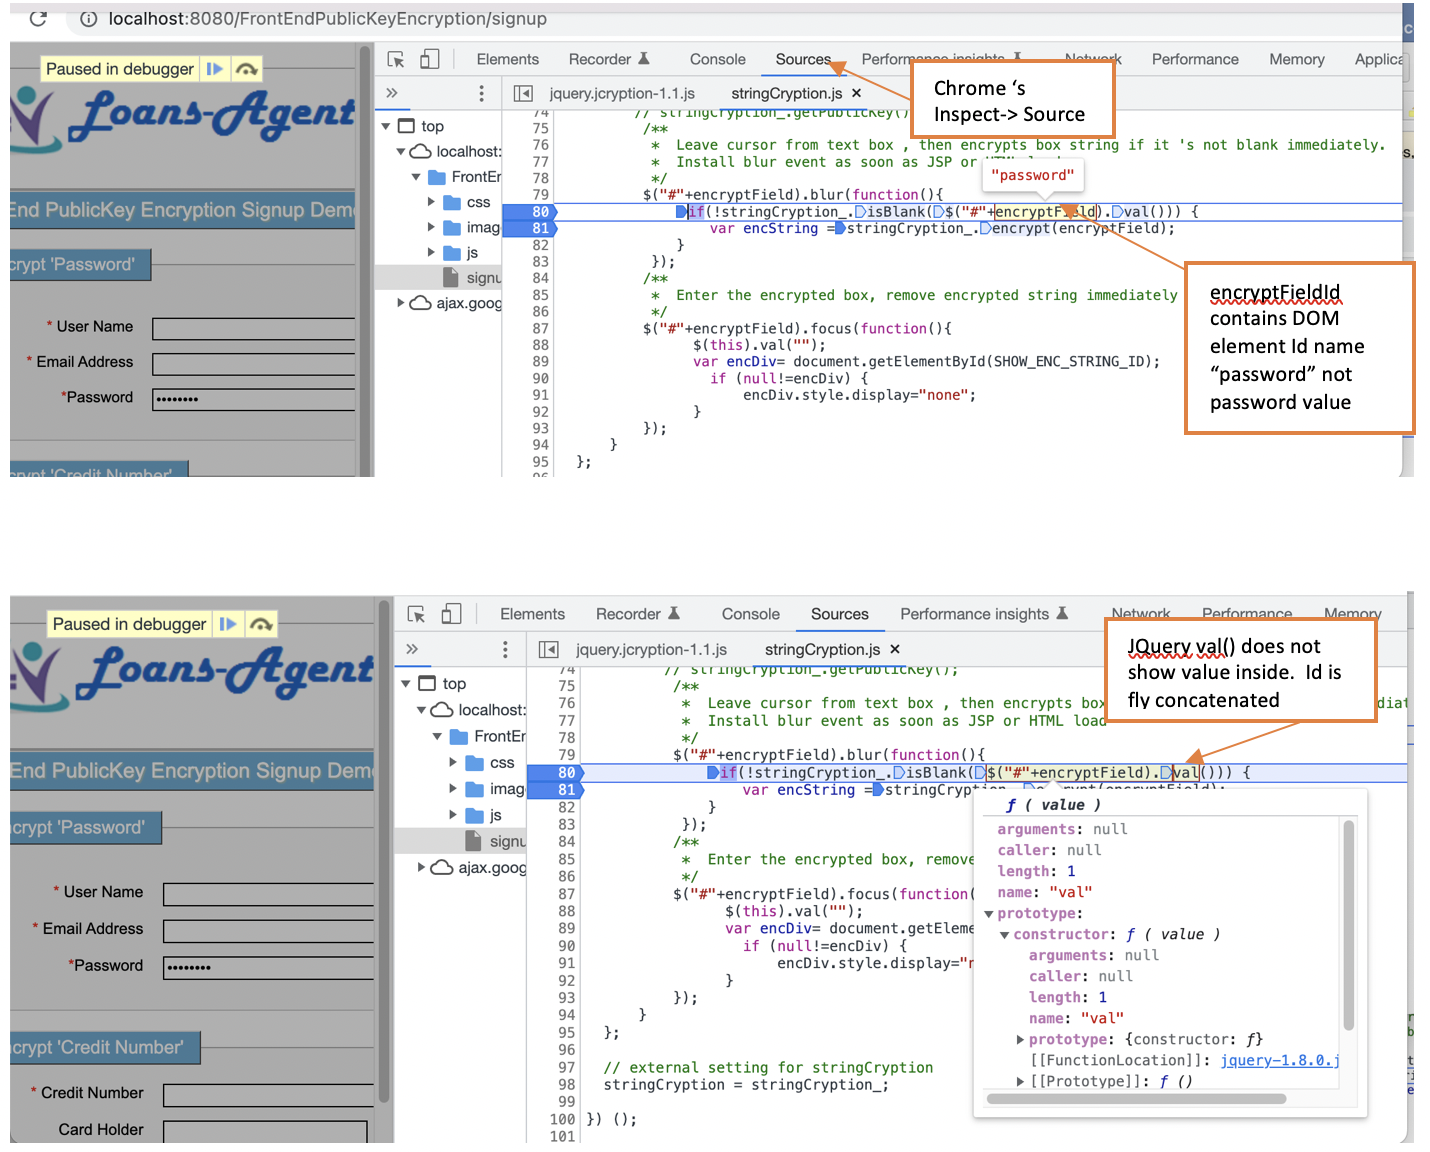 localhost:8080/FrontEndPublicKeyEncryption/signup
Paused in debugger
Loans-Agent
End PublicKey Encryption Signup Dem
crypt 'Password'
* User Name
* Email Address
*Password
••••••••
crypt 'Credit Number'
Elements Recorder Console Sources Performance insights Network Performance Memory Applica
» jquery.jcryption-1.1.js stringCryption.js ×
top
localhost:
FrontEn
css
imag
js
signu
ajax.goog
74 // stringCryption_.getPublicKey()
75 /**
76 * Leave cursor from text box , then encrypts box string if it 's not blank immediately.
77 * Install blur event as soon as JSP or HTML load
78 */
79 $("#"+encryptField).blur(function(){
80 if(!stringCryption_.isBlank($("#"+encryptField).val())) {
81 var encString =stringCryption_.encrypt(encryptField);
82 }
83 });
84 /**
85 * Enter the encrypted box, remove encrypted string immediately
86 */
87 $("#"+encryptField).focus(function(){
88 $(this).val("");
89 var encDiv= document.getElementById(SHOW_ENC_STRING_ID);
90 if (null!=encDiv) {
91 encDiv.style.display="none";
92 }
93 });
94 }
95 };
"password"
Chrome ‘s
Inspect-> Source
encryptFieldId
contains DOM
element Id name
“password” not
password value
Paused in debugger
Loans-Agent
End PublicKey Encryption Signup Dem
crypt 'Password'
* User Name
* Email Address
*Password
••••••••
crypt 'Credit Number'
* Credit Number
Card Holder
Elements Recorder Console Sources Performance insights Network Performance Memory
» jquery.jcryption-1.1.js stringCryption.js ×
top
localhost:
FrontEn
css
imag
js
signu
ajax.goog
74 // stringCryption_.getPublicKey();
75 /**
76 * Leave cursor from text box , then encrypts box diat
77 * Install blur event as soon as JSP or HTML load
78 */
79 $("#"+encryptField).blur(function(){
80 if(!stringCryption_.isBlank($("#"+encryptField).val())) {
81 var encString =stringCryption_.encrypt(encryptField);
82 }
83 });
84 /**
85 * Enter the encrypted box, remove
86 */
87 $("#"+encryptField).focus(function(
88 $(this).val("");
89 var encDiv= document.getEleme
90 if (null!=encDiv) {
91 encDiv.style.display="n
92 }
93 });
94 }
95 };
96
97 // external setting for stringCryption
98 stringCryption = stringCryption_;
99
100 }) ();
101
JQuery val() does not
show value inside. Id is
fly concatenated
ƒ ( value )
arguments: null
caller: null
length: 1
name: "val"
prototype:
constructor: ƒ ( value )
arguments: null
caller: null
length: 1
name: "val"
prototype: {constructor: ƒ}
[[FunctionLocation]]: jquery-1.8.0.j
[[Prototype]]: ƒ ()